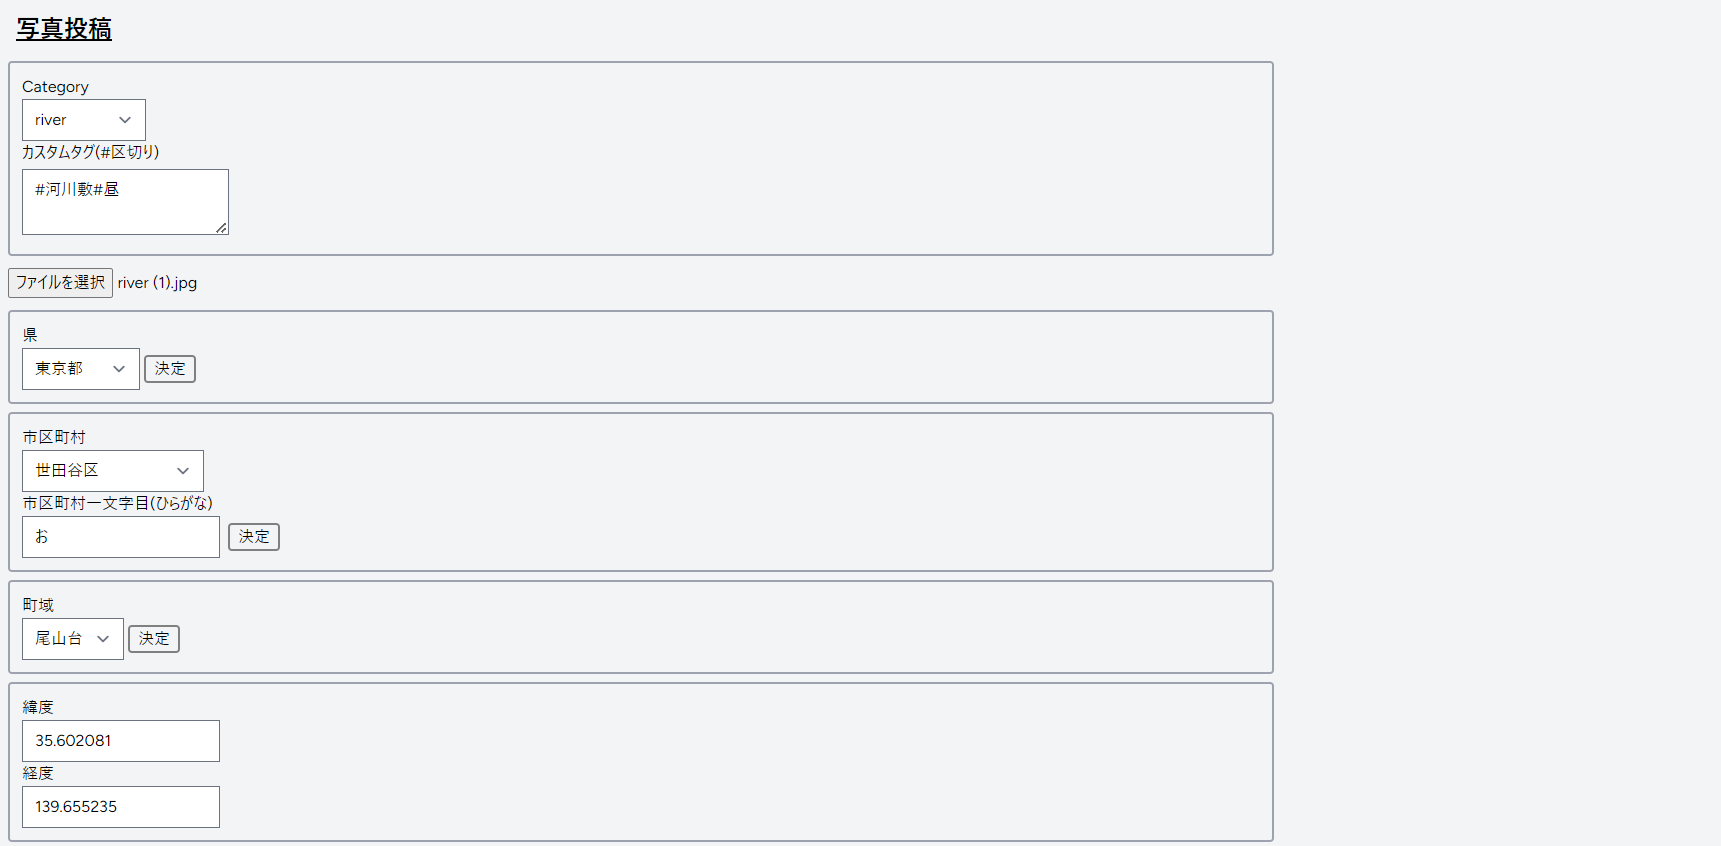 写真投稿
Category
river
カスタムタグ(#区切り)
#河川敷#昼
ファイルを選択 river (1).jpg
県
東京都 決定
市区町村
世田谷区
市区町村一文字目(ひらがな)
お 決定
町域
尾山台 決定
緯度
35.602081
経度
139.655235